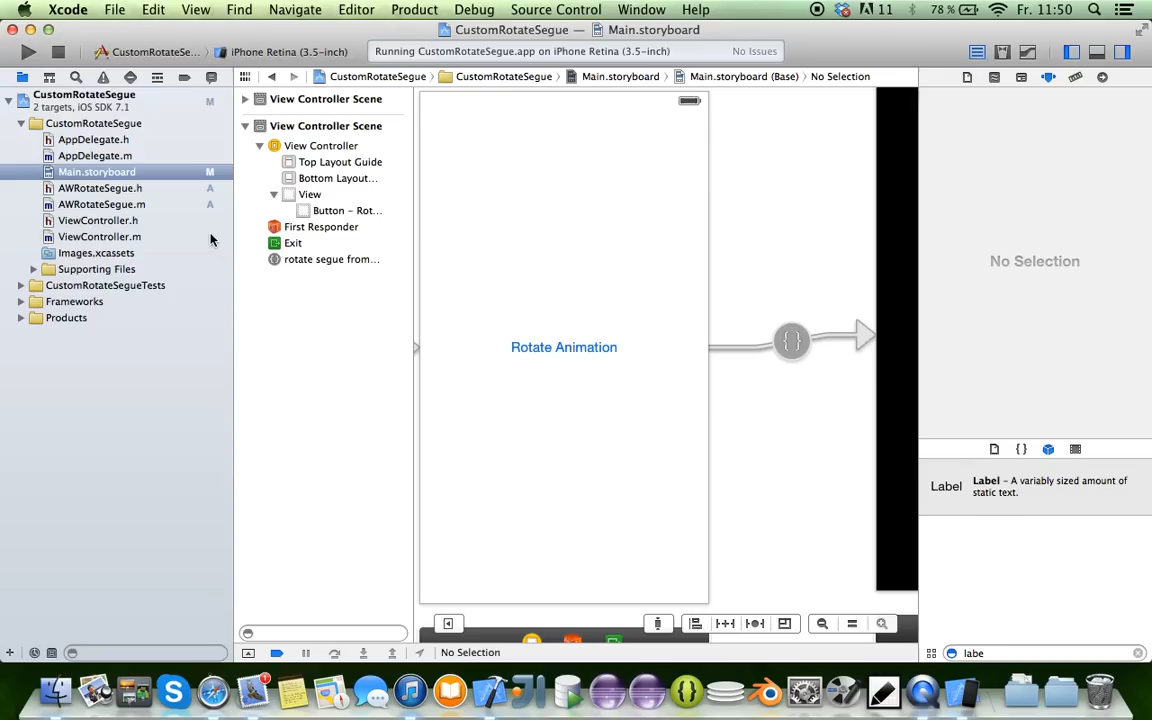 Xcode File Edit View Find Navigate Editor Product Debug Source Control Window Help 11 78 % Fr. 11:50
CustomRotateSegue — Main.storyboard
CustomRotateSe... iPhone Retina (3.5-inch) Running CustomRotateSegue.app on iPhone Retina (3.5-inch) No Issues
CustomRotateSegue CustomRotateSegue Main.storyboard Main.storyboard (Base) No Selection
CustomRotateSegue M
2 targets, iOS SDK 7.1
CustomRotateSegue
AppDelegate.h
AppDelegate.m
Main.storyboard M
AWRotateSegue.h A
AWRotateSegue.m A
ViewController.h
ViewController.m
Images.xcassets
Supporting Files
CustomRotateSegueTests
Frameworks
Products
View Controller Scene
View Controller Scene
View Controller
Top Layout Guide
Bottom Layout...
View
Button – Rot...
First Responder
Exit
rotate segue from...
Rotate Animation
{ }
No Selection
No Selection
{ }
Label Label – A variably sized amount of
static text.
labe
1